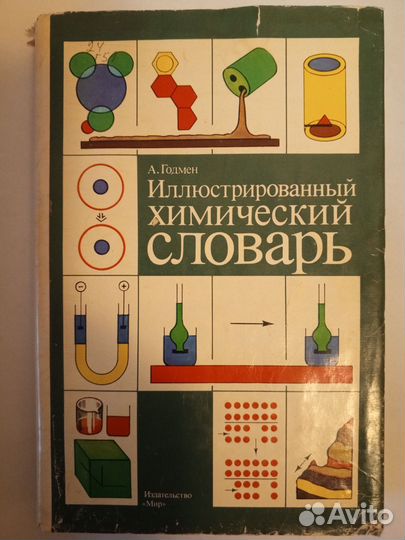 А. Годмен
Иллюстрированный
химический
словарь
Издательство
«Мир»
Avito